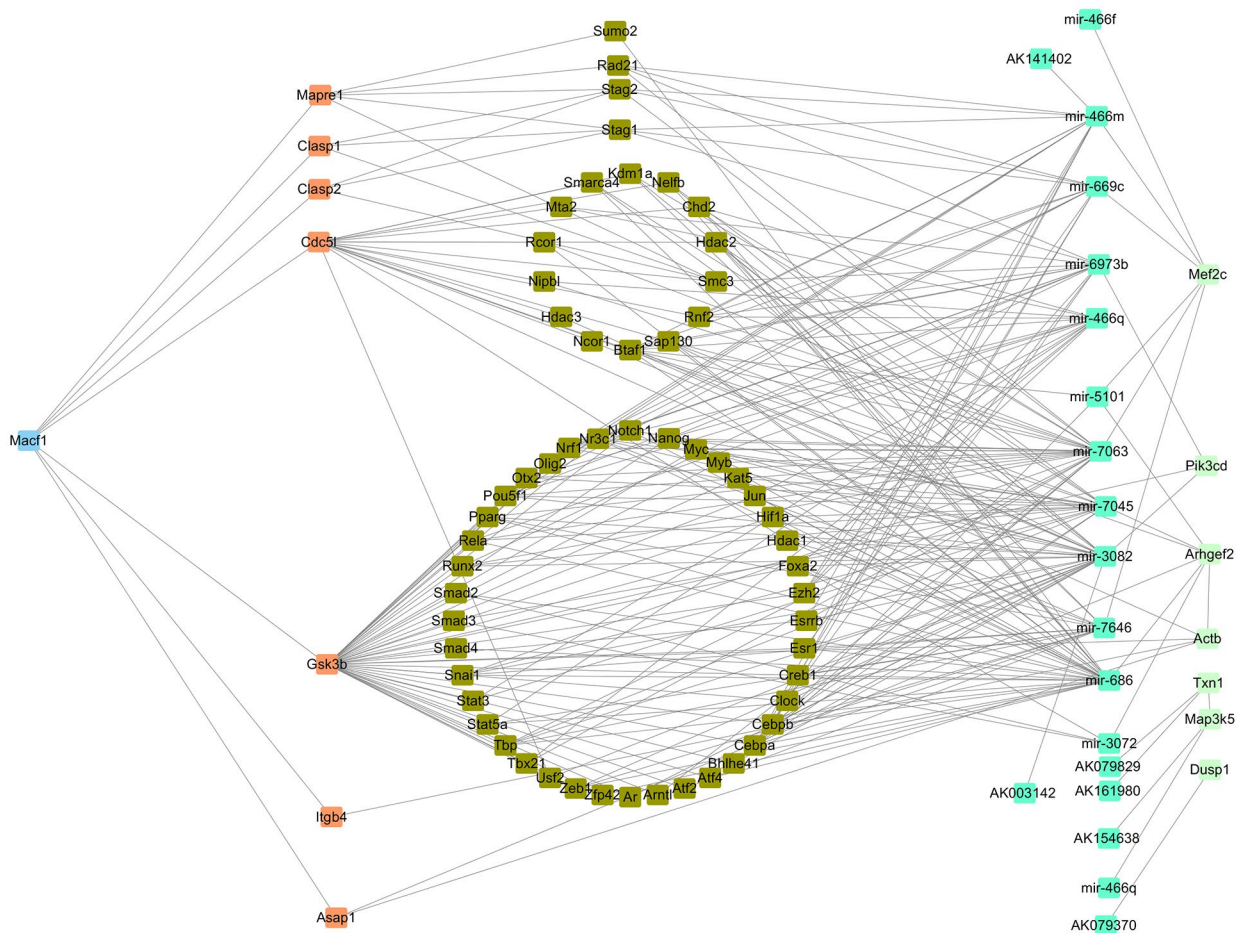 Macf1
Mapre1
Clasp1
Clasp2
Cdc5l
Gsk3b
Itgb4
Asap1
Sumo2
Rad21
Stag2
Stag1
Kdm1a
Smarca4
Nelfb
Mta2
Chd2
Rcor1
Hdac2
Nipbl
Smc3
Hdac3
Rnf2
Ncor1
Sap130
Btaf1
Notch1
Nr3c1
Nanog
Nrf1
Myc
Olig2
Myb
Otx2
Kat5
Pou5f1
Jun
Pparg
Hif1a
Rela
Hdac1
Runx2
Foxa2
Smad2
Ezh2
Smad3
Esrrb
Smad4
Esr1
Snai1
Creb1
Stat3
Clock
Stat5a
Cebpb
Tbp
Cebpa
Tbx21
Bhlhe41
Usf2
Atf4
Zeb1
Atf2
Zfp42
Ar
Arntl
mir-466f
AK141402
mir-466m
mir-669c
mir-6973b
mir-466q
mir-5101
mir-7063
mir-7045
mir-3082
mir-7646
mir-686
mir-3072
AK079829
AK003142
AK161980
AK154638
mir-466q
AK079370
Mef2c
Pik3cd
Arhgef2
Actb
Txn1
Map3k5
Dusp1